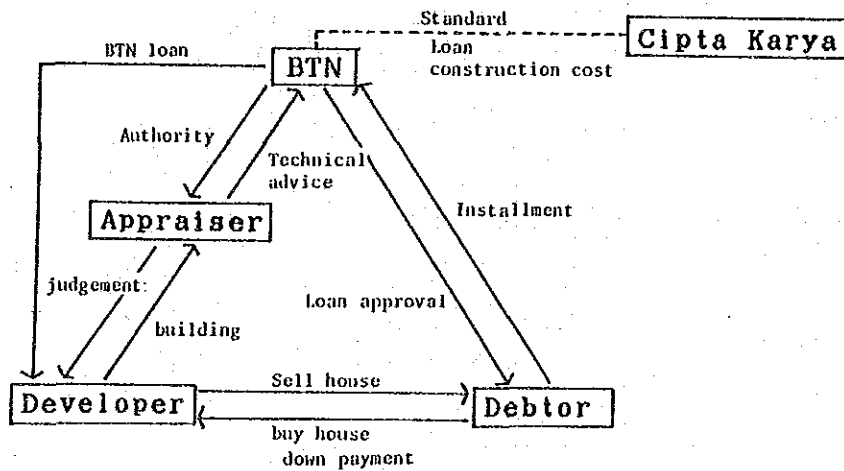 Standard
Cipta Karya
BTN loan
BTN
Loan
construction cost
Authority
Technical
advice
Appraiser
Installment
judgement:
Loan approval
building
Sell house
Developer
Debtor
buy house
down payment